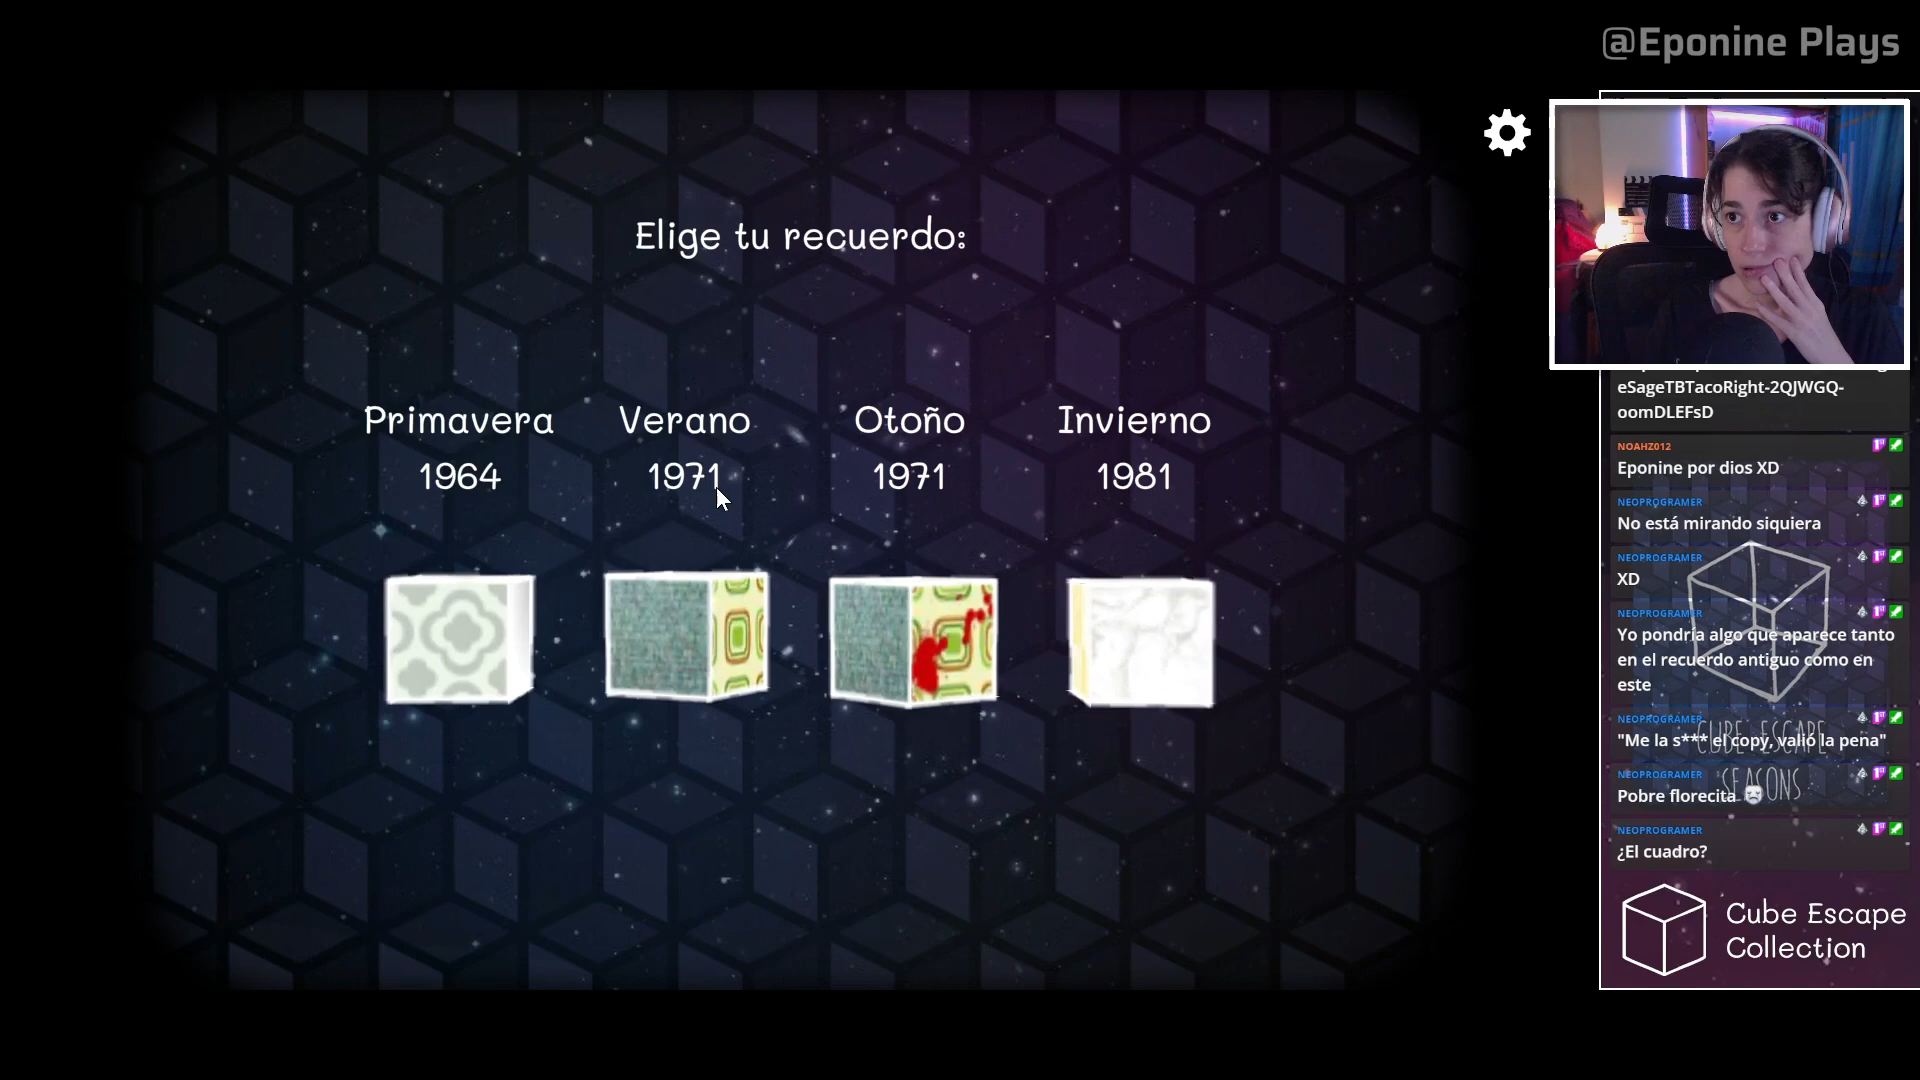 @Eponine Plays
Elige tu recuerdo:
Primavera
1964
Verano
1971
Otoño
1971
Invierno
1981
eSageTBTacoRight-2QJWGQ-
oomDLEFsD
NOAHZ012
Eponine por dios XD
NEOPROGRAMER
No está mirando siquiera
NEOPROGRAMER
XD
NEOPROGRAMER
Yo pondría algo que aparece tanto
en el recuerdo antiguo como en
este
NEOPROGRAMER
"Me la s*** el copy, valió la pena"
NEOPROGRAMER
Pobre florecita
NEOPROGRAMER
¿El cuadro?
CUBE ESCAPE
SEASONS
Cube Escape
Collection